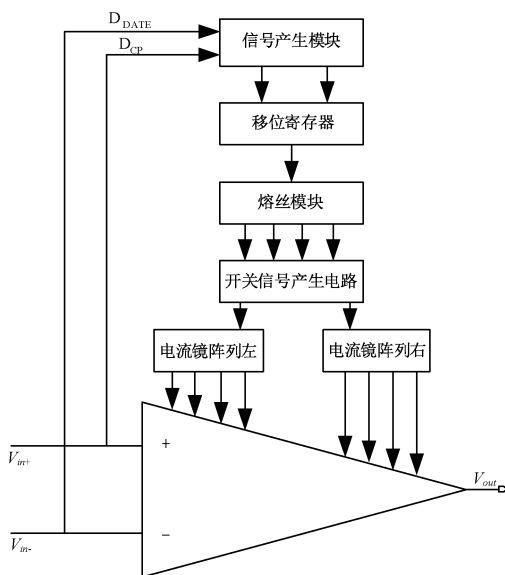 D_DATE
信号产生模块
D_CP
移位寄存器
熔丝模块
开关信号产生电路
电流镜阵列左
电流镜阵列右
+
V_in+
V_out
−
V_in-